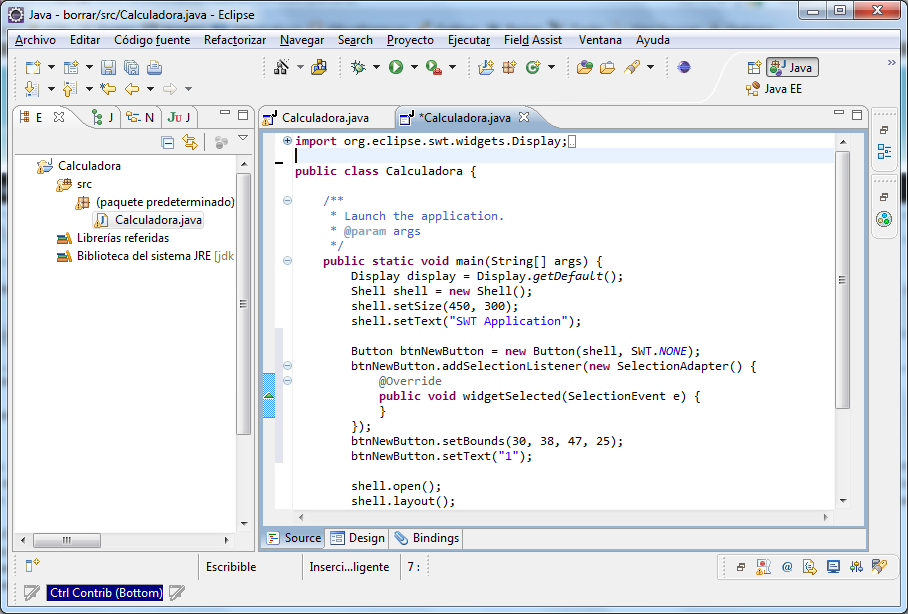 Java - borrar/src/Calculadora.java - Eclipse
Archivo Editar Código fuente Refactorizar Navegar Search Proyecto Ejecutar Field Assist Ventana Ayuda
Java
Java EE
E J N Ju J
Calculadora
src
(paquete predeterminado)
Calculadora.java
Librerías referidas
Biblioteca del sistema JRE [jdk
Calculadora.java *Calculadora.java
import org.eclipse.swt.widgets.Display;
public class Calculadora {
/**
* Launch the application.
* @param args
*/
public static void main(String[] args) {
Display display = Display.getDefault();
Shell shell = new Shell();
shell.setSize(450, 300);
shell.setText("SWT Application");
Button btnNewButton = new Button(shell, SWT.NONE);
btnNewButton.addSelectionListener(new SelectionAdapter() {
@Override
public void widgetSelected(SelectionEvent e) {
}
});
btnNewButton.setBounds(30, 38, 47, 25);
btnNewButton.setText("1");
shell.open();
shell.layout();
Source Design Bindings
Escribible Inserci...ligente 7 :
Ctrl Contrib (Bottom)